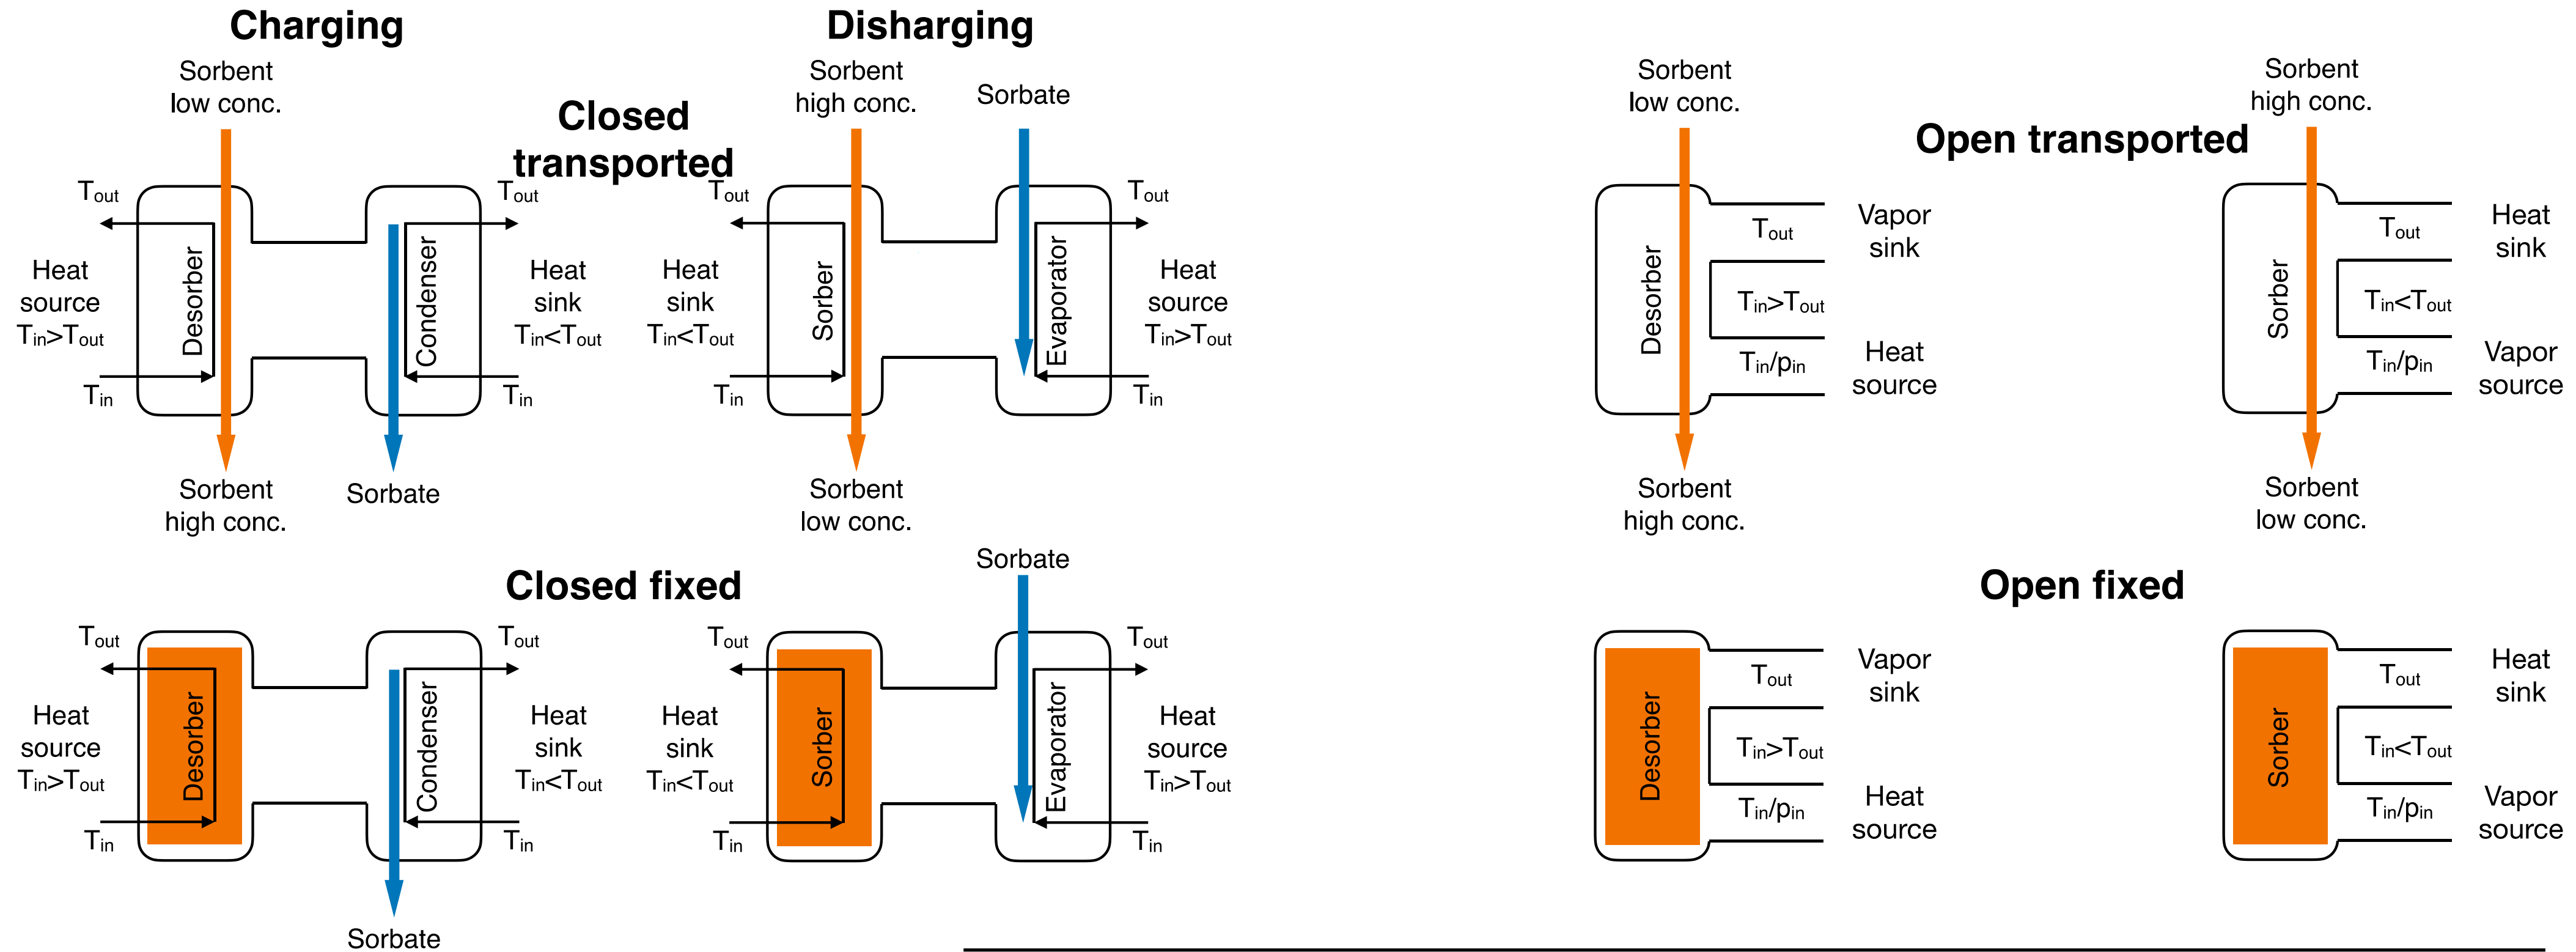 Charging
Disharging
Sorbent
low conc.
Sorbent
high conc.
Sorbate
Closed
transported
Tout
Tout
Tout
Tout
Heat
source
Tin>Tout
Desorber
Condenser
Heat
sink
Tin<Tout
Heat
sink
Tin<Tout
Sorber
Evaporator
Heat
source
Tin>Tout
Tin
Tin
Tin
Tin
Sorbent
high conc.
Sorbate
Sorbent
low conc.
Sorbent
low conc.
Open transported
Sorbent
high conc.
Desorber
Tout
Vapor
sink
Tin>Tout
Tin/pin
Heat
source
Sorber
Tout
Heat
sink
Tin<Tout
Tin/pin
Vapor
source
Sorbent
high conc.
Sorbent
low conc.
Closed fixed
Sorbate
Tout
Tout
Tout
Tout
Heat
source
Tin>Tout
Desorber
Condenser
Heat
sink
Tin<Tout
Heat
sink
Tin<Tout
Sorber
Evaporator
Heat
source
Tin>Tout
Tin
Tin
Tin
Tin
Sorbate
Open fixed
Desorber
Tout
Vapor
sink
Tin>Tout
Tin/pin
Heat
source
Sorber
Tout
Heat
sink
Tin<Tout
Tin/pin
Vapor
source